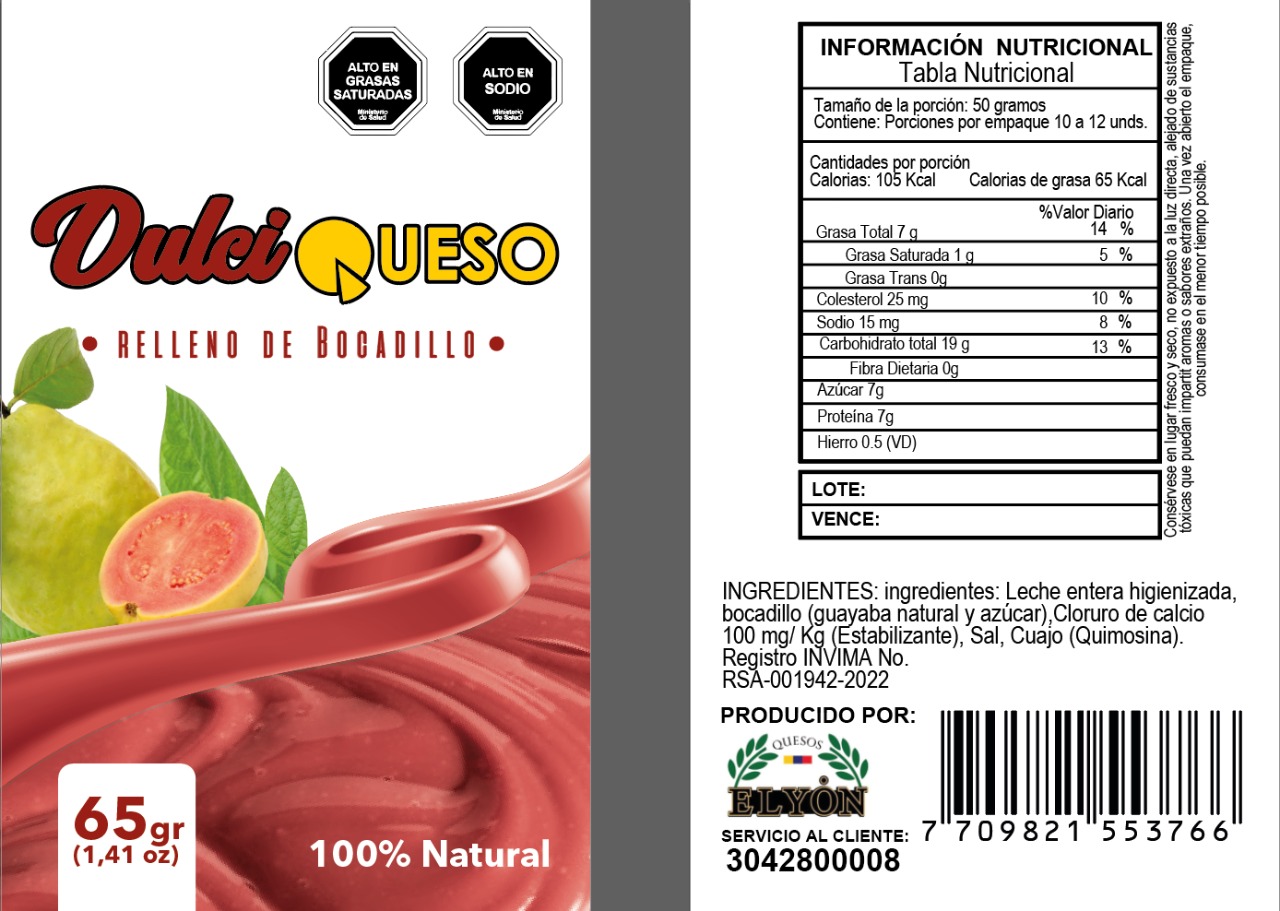 ALTO EN
GRASAS
SATURADAS
Ministerio
de Salud
ALTO EN
SODIO
Ministerio
de Salud
Dulci QUESO
• RELLENO DE BOCADILLO •
65gr
(1,41 oz)
100% Natural
INFORMACIÓN NUTRICIONAL
Tabla Nutricional
Tamaño de la porción: 50 gramos
Contiene: Porciones por empaque 10 a 12 unds.
Cantidades por porción
Calorias: 105 Kcal Calorias de grasa 65 Kcal
%Valor Diario
Grasa Total 7 g 14 %
Grasa Saturada 1 g 5 %
Grasa Trans 0g
Colesterol 25 mg 10 %
Sodio 15 mg 8 %
Carbohidrato total 19 g 13 %
Fibra Dietaria 0g
Azúcar 7g
Proteína 7g
Hierro 0.5 (VD)
LOTE:
VENCE:
Consérvese en lugar fresco y seco, no expuesto a la luz directa, alejado de sustancias
tóxicas que puedan impartit aromas o sabores extraños. Una vez abierto el empaque,
consumase en el menor tiempo posible.
INGREDIENTES: ingredientes: Leche entera higienizada,
bocadillo (guayaba natural y azúcar),Cloruro de calcio
100 mg/ Kg (Estabilizante), Sal, Cuajo (Quimosina).
Registro INVIMA No.
RSA-001942-2022
PRODUCIDO POR:
QUESOS
ELYÓN
SERVICIO AL CLIENTE:
3042800008
7 709821 553766